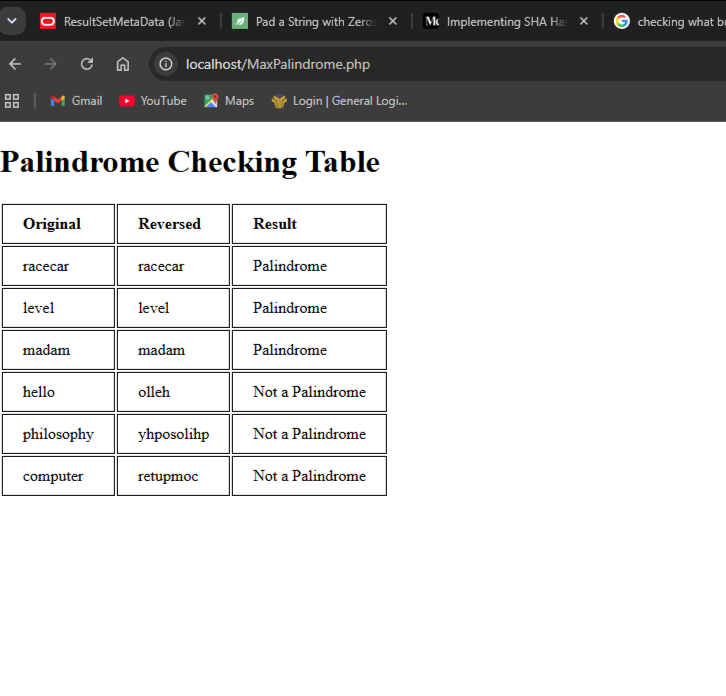 ResultSetMetaData (Ja
Pad a String with Zeros
Implementing SHA Ha
checking what b
localhost/MaxPalindrome.php
Gmail
YouTube
Maps
Login | General Logi...
Palindrome Checking Table
Original Reversed Result
racecar racecar Palindrome
level level Palindrome
madam madam Palindrome
hello olleh Not a Palindrome
philosophy yhposolihp Not a Palindrome
computer retupmoc Not a Palindrome